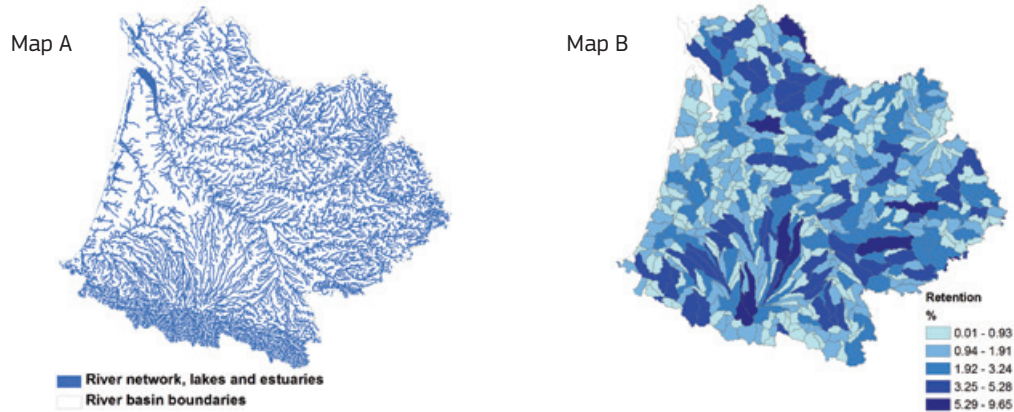 Map A
Map B
River network, lakes and estuaries
River basin boundaries
Retention
%
0.01 - 0.93
0.94 - 1.91
1.92 - 3.24
3.25 - 5.28
5.29 - 9.65